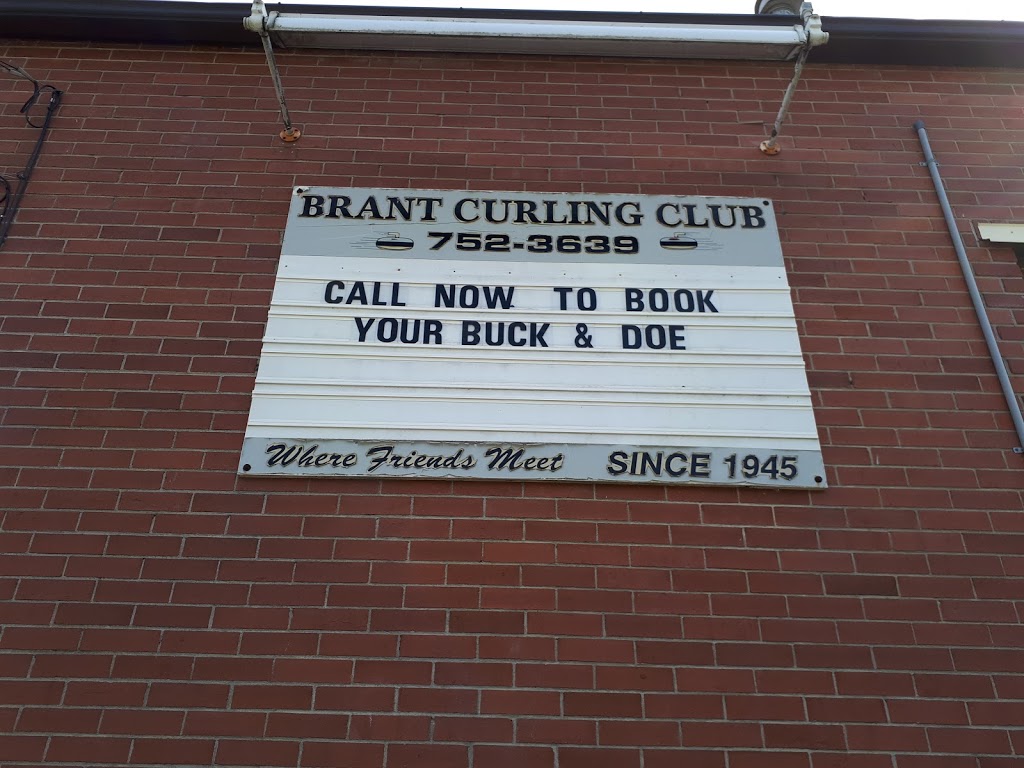 BRANT CURLING CLUB
752-3639
CALL NOW. TO BOOK
YOUR BUCK & DOE
Where Friends Meet SINCE 1945